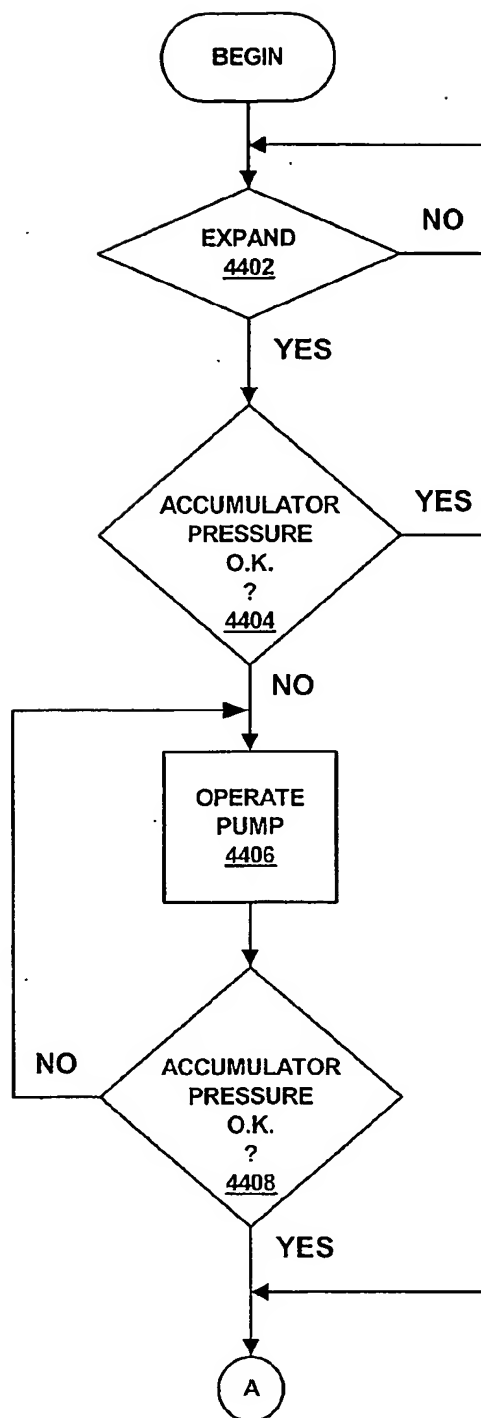 BEGIN
EXPAND
4402
NO
YES
ACCUMULATOR
PRESSURE
O.K.
?
4404
YES
NO
OPERATE
PUMP
4406
ACCUMULATOR
PRESSURE
O.K.
?
4408
NO
YES
A